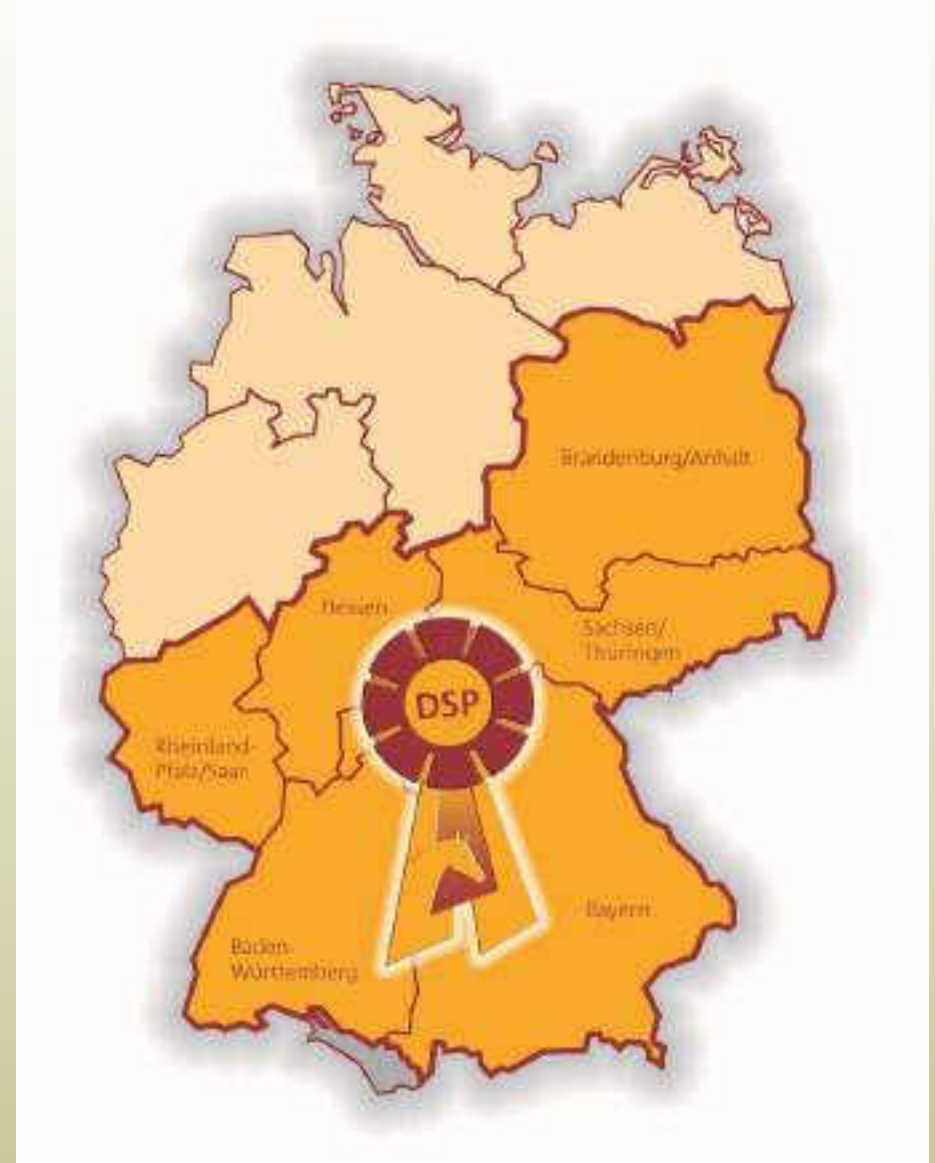 Brandenburg/Anhalt
Hessen
Sachsen/
Thüringen
DSP
Rheinland-
Pfalz/Saar
Bayern
Baden-
Württemberg